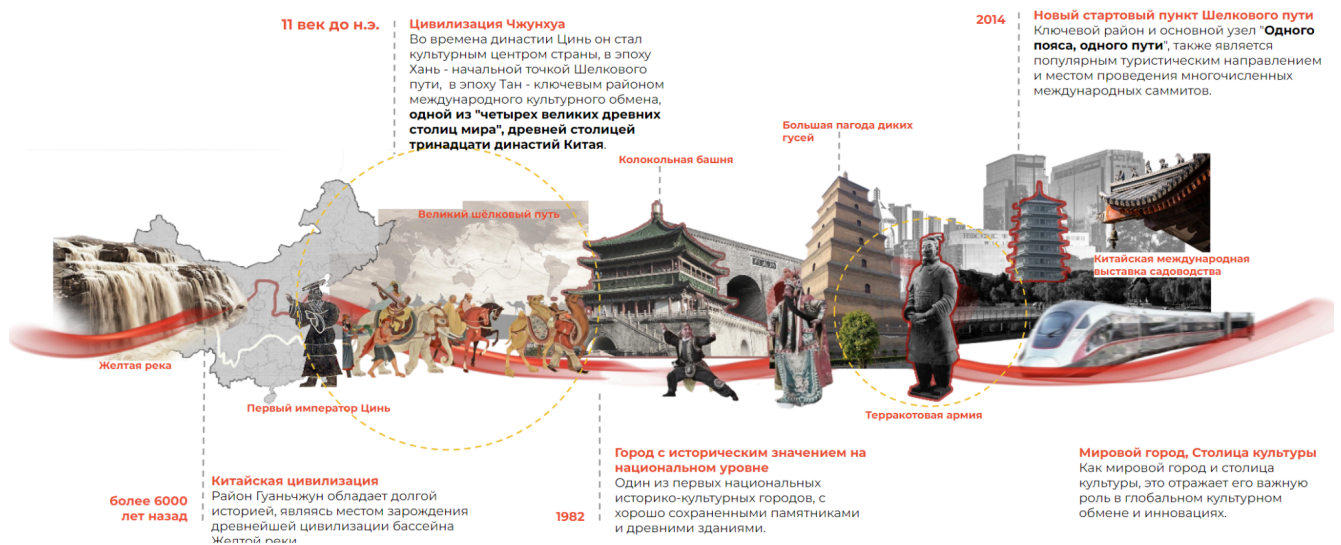 11 век до н.э.
Цивилизация Чжунхуа
Во времена династии Цинь он стал
культурным центром страны, в эпоху
Хань - начальной точкой Шелкового
пути, в эпоху Тан - ключевым районом
международного культурного обмена,
одной из "четырех великих древних
столиц мира", древней столицей
тринадцати династий Китая.
2014
Новый стартовый пункт Шелкового пути
Ключевой район и основной узел "Одного
пояса, одного пути", также является
популярным туристическим направлением
и местом проведения многочисленных
международных саммитов.
Большая пагода диких
гусей
Колокольная башня
Великий шёлковый путь
Китайская международная
выставка садоводства
Желтая река
Первый император Цинь
Терракотовая армия
более 6000
лет назад
Китайская цивилизация
Район Гуаньчжун обладает долгой
историей, являясь местом зарождения
древнейшей цивилизации бассейна
Желтой реки
1982
Город с историческим значением на
национальном уровне
Один из первых национальных
историко-культурных городов, с
хорошо сохраненными памятниками
и древними зданиями.
Мировой город, Столица культуры
Как мировой город и столица
культуры, это отражает его важную
роль в глобальном культурном
обмене и инновациях.